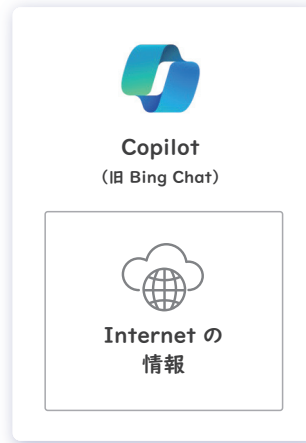 Copilot
(旧 Bing Chat)
Internet の
情報